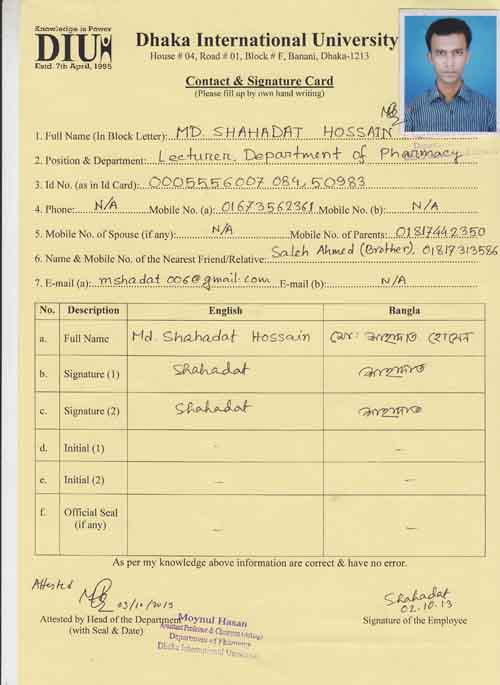 Knowledge is Power
DIU
Estd. 7th April, 1995
Dhaka International University
House # 04, Road # 01, Block # F, Banani, Dhaka-1213
Contact & Signature Card
(Please fill up by own hand writing)
1. Full Name (In Block Letter): MD. SHAHADAT HOSSAIN
2. Position & Department: Lecturer, Department of Pharmacy
3. Id No. (as in Id Card): 0005556007 084, 50983
4. Phone: N/A Mobile No. (a): 01673562361 Mobile No. (b): N/A
5. Mobile No. of Spouse (if any): N/A Mobile No. of Parents: 01817442350
6. Name & Mobile No. of the Nearest Friend/Relative: Saleh Ahmed (Brother), 01817313586
7. E-mail (a): mshadat006@gmail.com E-mail (b): N/A
No. Description English Bangla
a. Full Name Md. Shahadat Hossain মোঃ শাহাদাত হোসেন
b. Signature (1) Shahadat শাহাদাত
c. Signature (2) Shahadat শাহাদাত
d. Initial (1) - -
e. Initial (2) - -
f. Official Seal (if any) - -
As per my knowledge above information are correct & have no error.
Attested
03/10/2013
Shahadat
02.10.13
Attested by Head of the Department
(with Seal & Date)
Moynul Hasan
Assistant Professor & Chairman (Acting)
Department of Pharmacy
Dhaka International University
Signature of the Employee